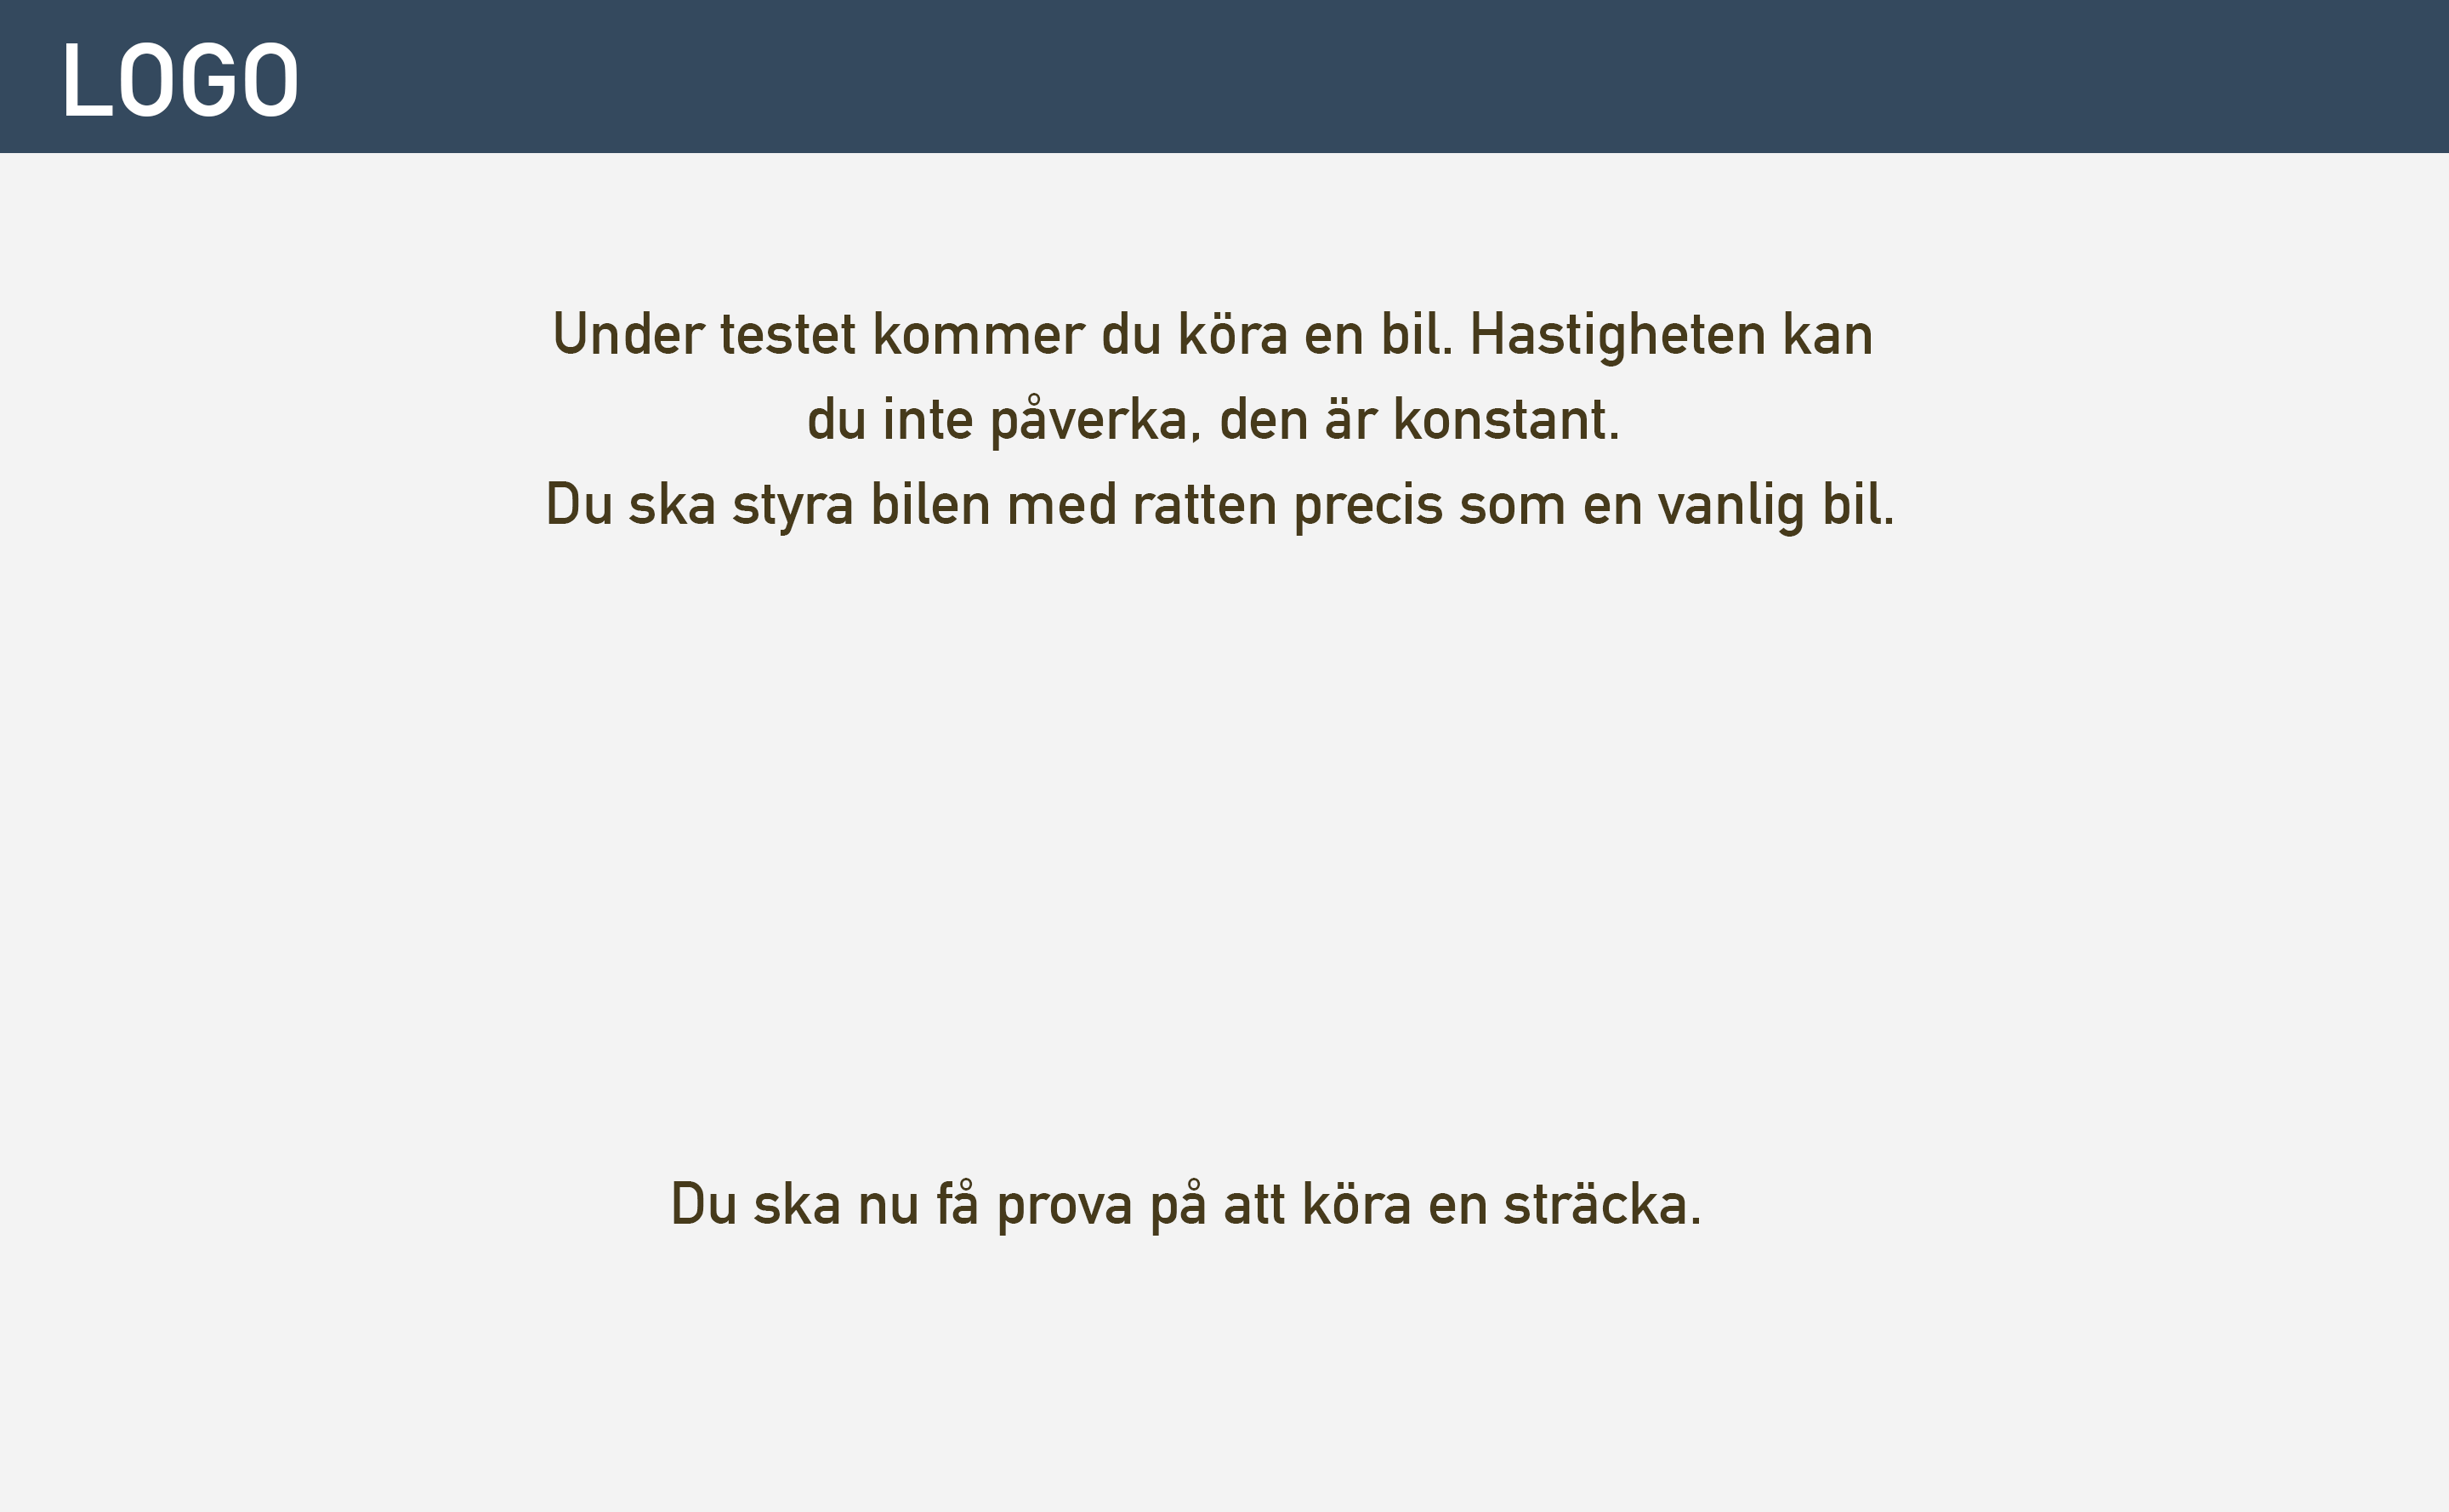 LOGO
Under testet kommer du köra en bil. Hastigheten kan
du inte påverka, den är konstant.
Du ska styra bilen med ratten precis som en vanlig bil.
Du ska nu få prova på att köra en sträcka.